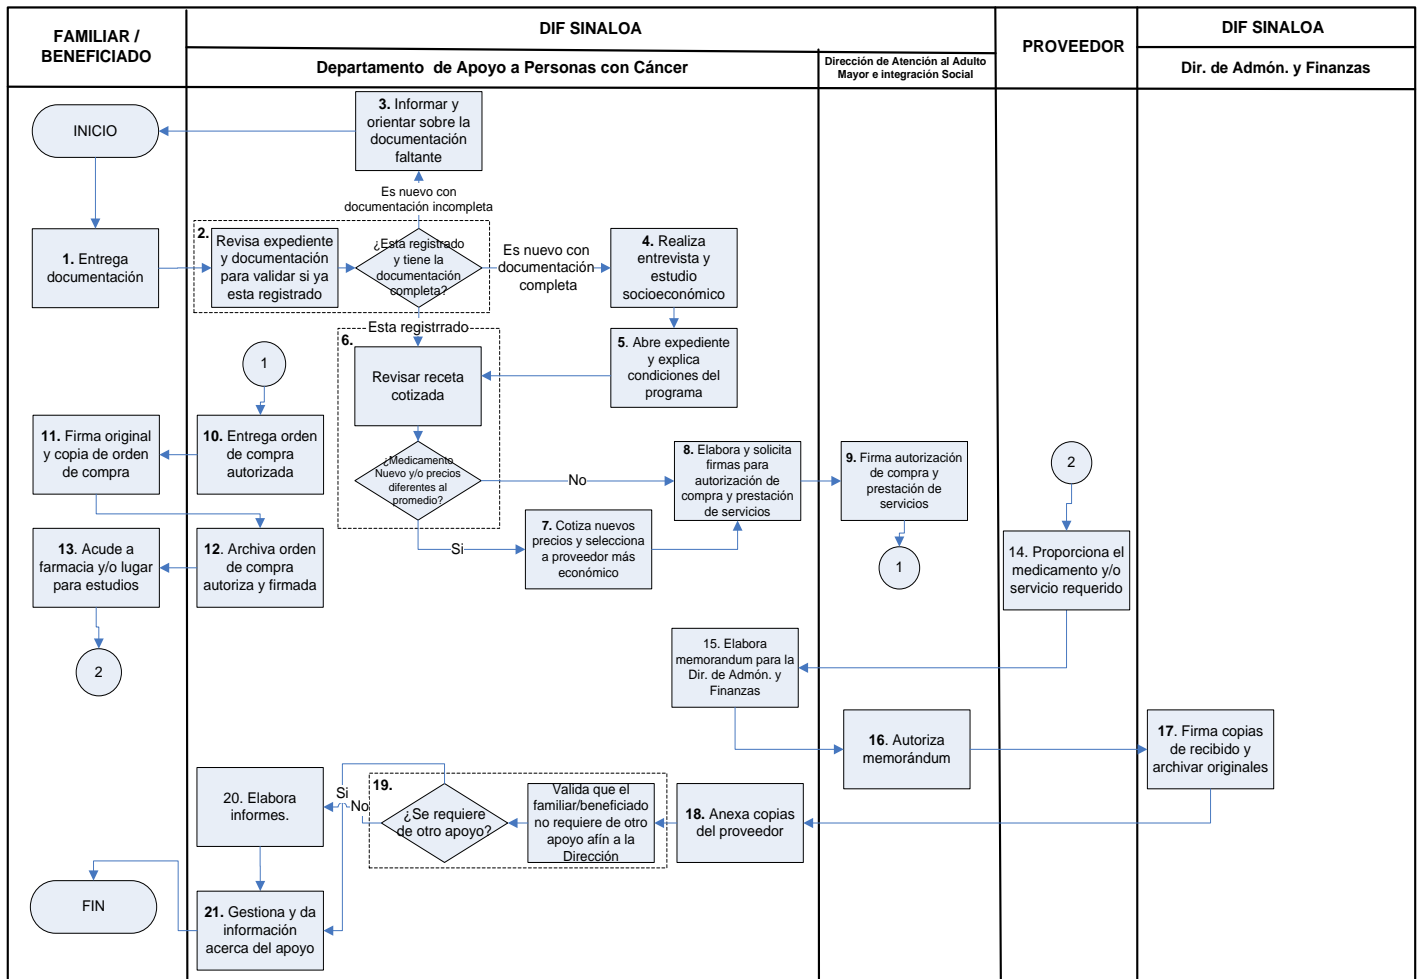 FAMILIAR /
BENEFICIADO
DIF SINALOA
PROVEEDOR
DIF SINALOA
Departamento de Apoyo a Personas con Cáncer
Dirección de Atención al Adulto
Mayor e integración Social
Dir. de Admón. y Finanzas
INICIO
3. Informar y
orientar sobre la
documentación
faltante
Es nuevo con
documentación incompleta
1. Entrega
documentación
2.
Revisa expediente
y documentación
para validar si ya
esta registrado
¿Esta registrado
y tiene la
documentación
completa?
Es nuevo con
documentación
completa
4. Realiza
entrevista y
estudio
socioeconómico
Esta registrrado
6.
Revisar receta
cotizada
5. Abre expediente
y explica
condiciones del
programa
1
11. Firma original
y copia de orden
de compra
10. Entrega orden
de compra
autorizada
¿Medicamento
Nuevo y/o precios
diferentes al
promedio?
No
8. Elabora y solicita
firmas para
autorización de
compra y prestación
de servicios
9. Firma autorización
de compra y
prestación de
servicios
2
Si
7. Cotiza nuevos
precios y selecciona
a proveedor más
económico
1
13. Acude a
farmacia y/o lugar
para estudios
12. Archiva orden
de compra
autoriza y firmada
14. Proporciona el
medicamento y/o
servicio requerido
2
15. Elabora
memorandum para la
Dir. de Admón. y
Finanzas
16. Autoriza
memorándum
17. Firma copias
de recibido y
archivar originales
20. Elabora
informes.
Si
No
19.
¿Se requiere
de otro apoyo?
Valida que el
familiar/beneficiado
no requiere de otro
apoyo afín a la
Dirección
18. Anexa copias
del proveedor
FIN
21. Gestiona y da
información
acerca del apoyo